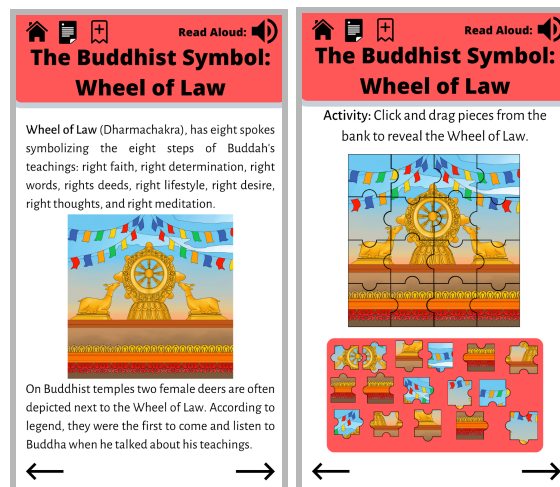 Read Aloud:
The Buddhist Symbol:
Wheel of Law
Wheel of Law (Dharmachakra), has eight spokes
symbolizing the eight steps of Buddah's
teachings: right faith, right determination, right
words, rights deeds, right lifestyle, right desire,
right thoughts, and right meditation.
On Buddhist temples two female deers are often
depicted next to the Wheel of Law. According to
legend, they were the first to come and listen to
Buddha when he talked about his teachings.
Read Aloud:
The Buddhist Symbol:
Wheel of Law
Activity: Click and drag pieces from the
bank to reveal the Wheel of Law.